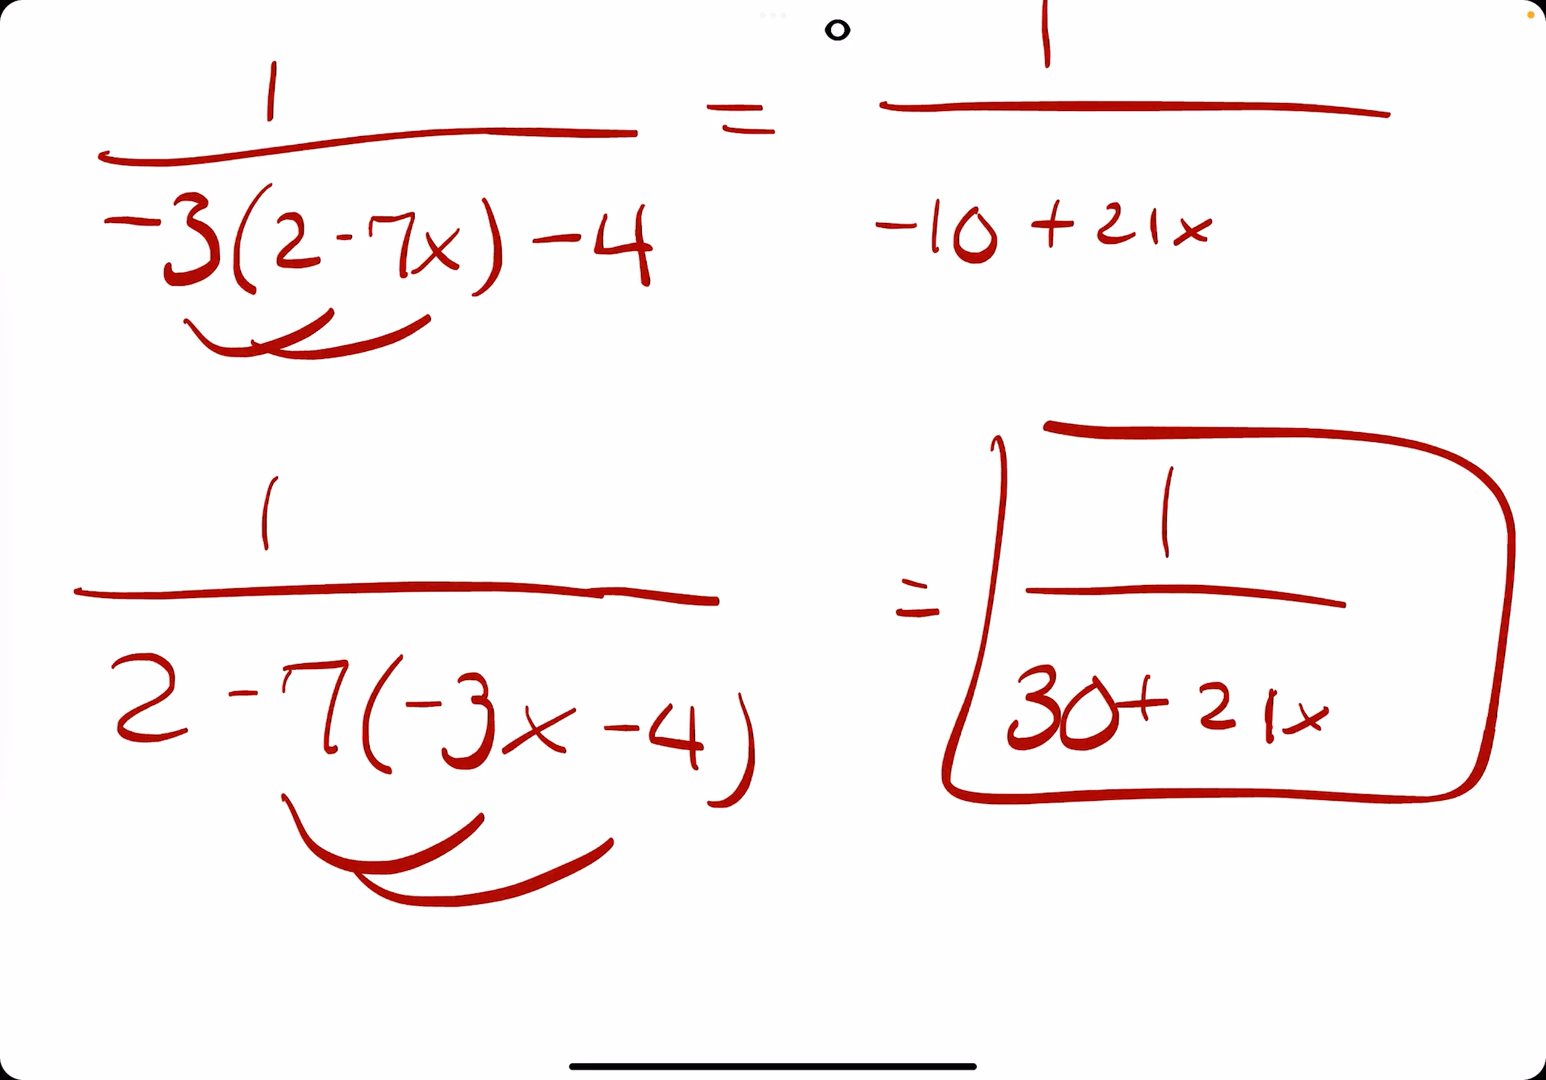 1/(-3(2-7x)-4) = 1/(-10+21x)
1/(2-7(-3x-4)) = 1/(30+21x)